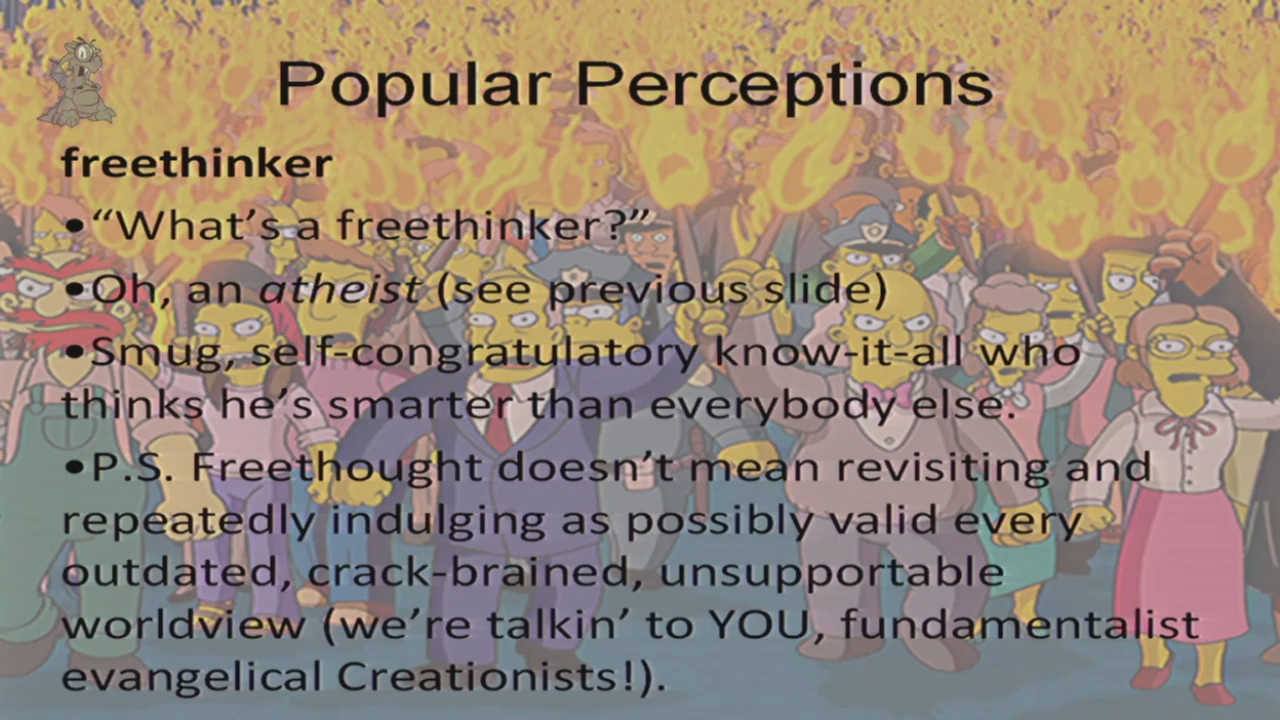 Popular Perceptions
freethinker
•“What’s a freethinker?”
•Oh, an atheist (see previous slide)
•Smug, self-congratulatory know-it-all who
thinks he’s smarter than everybody else.
•P.S. Freethought doesn’t mean revisiting and
repeatedly indulging as possibly valid every
outdated, crack-brained, unsupportable
worldview (we’re talkin’ to YOU, fundamentalist
evangelical Creationists!).